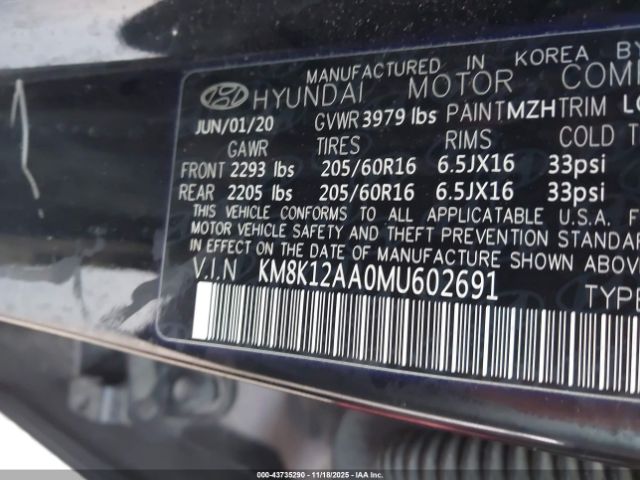 MANUFACTURED IN KOREA BY
HYUNDAI MOTOR
JUN/01/20 GVWR 3979 lbs PAINT MZH TRIM
GAWR TIRES RIMS COLD
FRONT 2293 lbs 205/60R16 6.5JX16 33psi
REAR 2205 lbs 205/60R16 6.5JX16 33psi
THIS VEHICLE CONFORMS TO ALL APPLICABLE U.S.A.
MOTOR VEHICLE SAFETY AND THEFT PREVENTION STANDAR
IN EFFECT ON THE DATE OF MANUFACTURE SHOWN ABOVE
V.I.N KM8K12AA0MU602691 TYPE
000-43735290 - 11/18/2025 - IAA Inc.